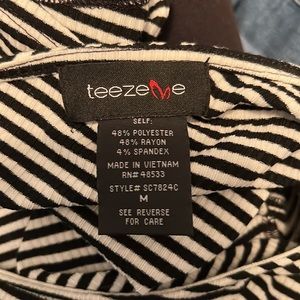 teezeme
SELF:
48% POLYESTER
48% RAYON
4% SPANDEX
MADE IN VIETNAM
RN# 48533
STYLE# SC7824C
M
SEE REVERSE
FOR CARE